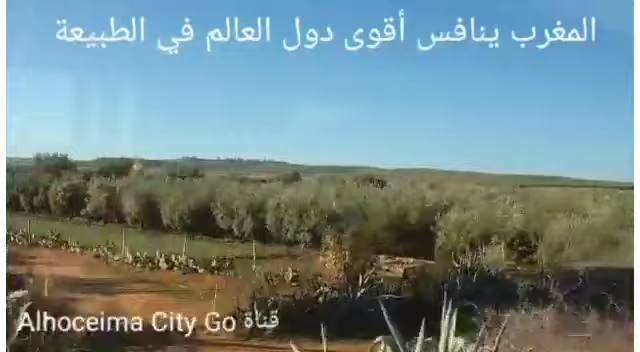 المغرب ينافس أقوى دول العالم في الطبيعة
Alhoceima City Go قناة